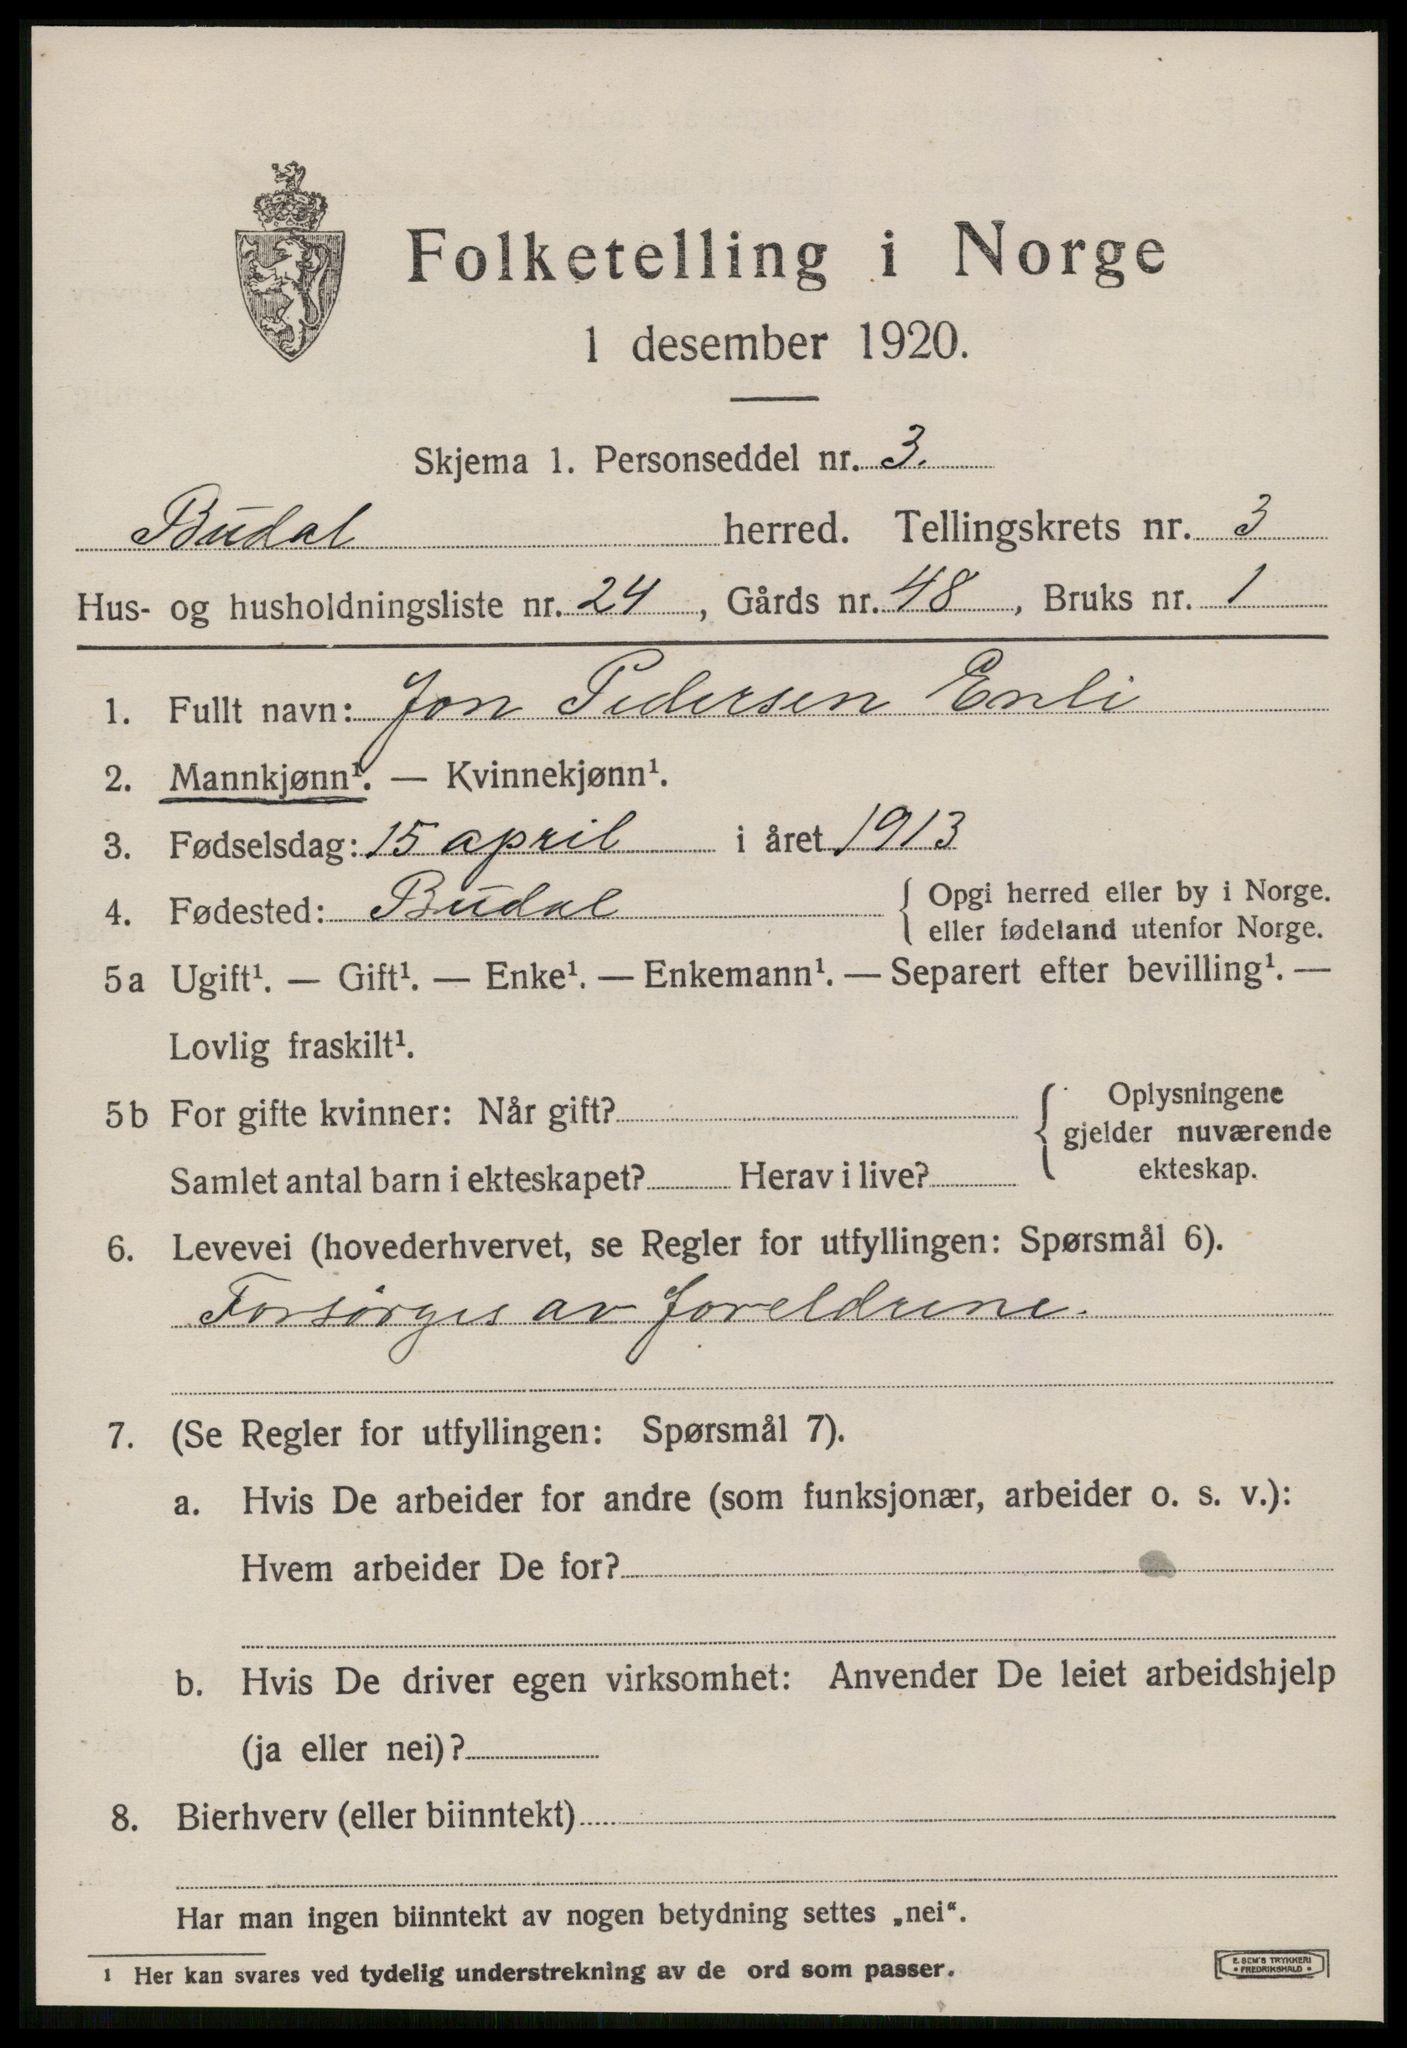 Folketelling i Norge
1 desember 1920.
Skjema 1. Personseddel nr. 3.
Budal herred. Tellingskrets nr. 3
Hus- og husholdningsliste nr. 24, Gårds nr. 48, Bruks nr. 1
1. Fullt navn: Jon Pedersen Enli
2. Mannkjønn¹. — Kvinnekjønn¹.
3. Fødselsdag: 15 april i året 1913
4. Fødested: Budal { Opgi herred eller by i Norge.
eller fødeland utenfor Norge.
5a Ugift¹. — Gift¹. — Enke¹. — Enkemann¹. — Separert efter bevilling¹. —
Lovlig fraskilt¹.
5b For gifte kvinner: Når gift?
Samlet antal barn i ekteskapet? Herav i live?
{ Oplysningene
gjelder nuværende
ekteskap.
6. Levevei (hovederhvervet, se Regler for utfyllingen: Spørsmål 6).
Forsørges av foreldrene.
7. (Se Regler for utfyllingen: Spørsmål 7).
a. Hvis De arbeider for andre (som funksjonær, arbeider o. s. v.):
Hvem arbeider De for?
b. Hvis De driver egen virksomhet: Anvender De leiet arbeidshjelp
(ja eller nei)?
8. Bierhverv (eller biinntekt)
Har man ingen biinntekt av nogen betydning settes „nei“.
¹ Her kan svares ved tydelig understrekning av de ord som passer.
E. SEM'S TRYKKERI
• FREDRIKSHALD •